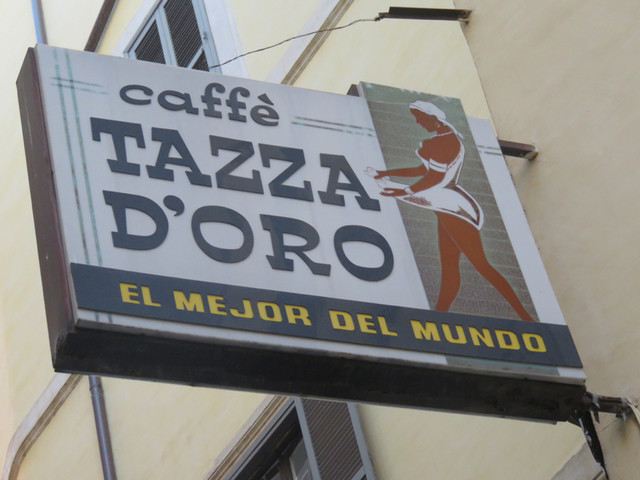 caffè
TAZZA
D'ORO
EL MEJOR DEL MUNDO